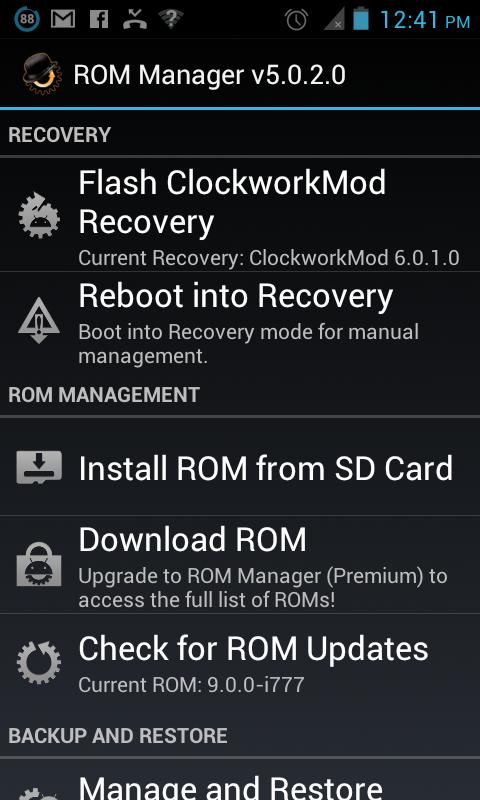 88
12:41 PM
ROM Manager v5.0.2.0
RECOVERY
Flash ClockworkMod
Recovery
Current Recovery: ClockworkMod 6.0.1.0
Reboot into Recovery
Boot into Recovery mode for manual
management.
ROM MANAGEMENT
Install ROM from SD Card
Download ROM
Upgrade to ROM Manager (Premium) to
access the full list of ROMs!
Check for ROM Updates
Current ROM: 9.0.0-i777
BACKUP AND RESTORE
Manage and Restore